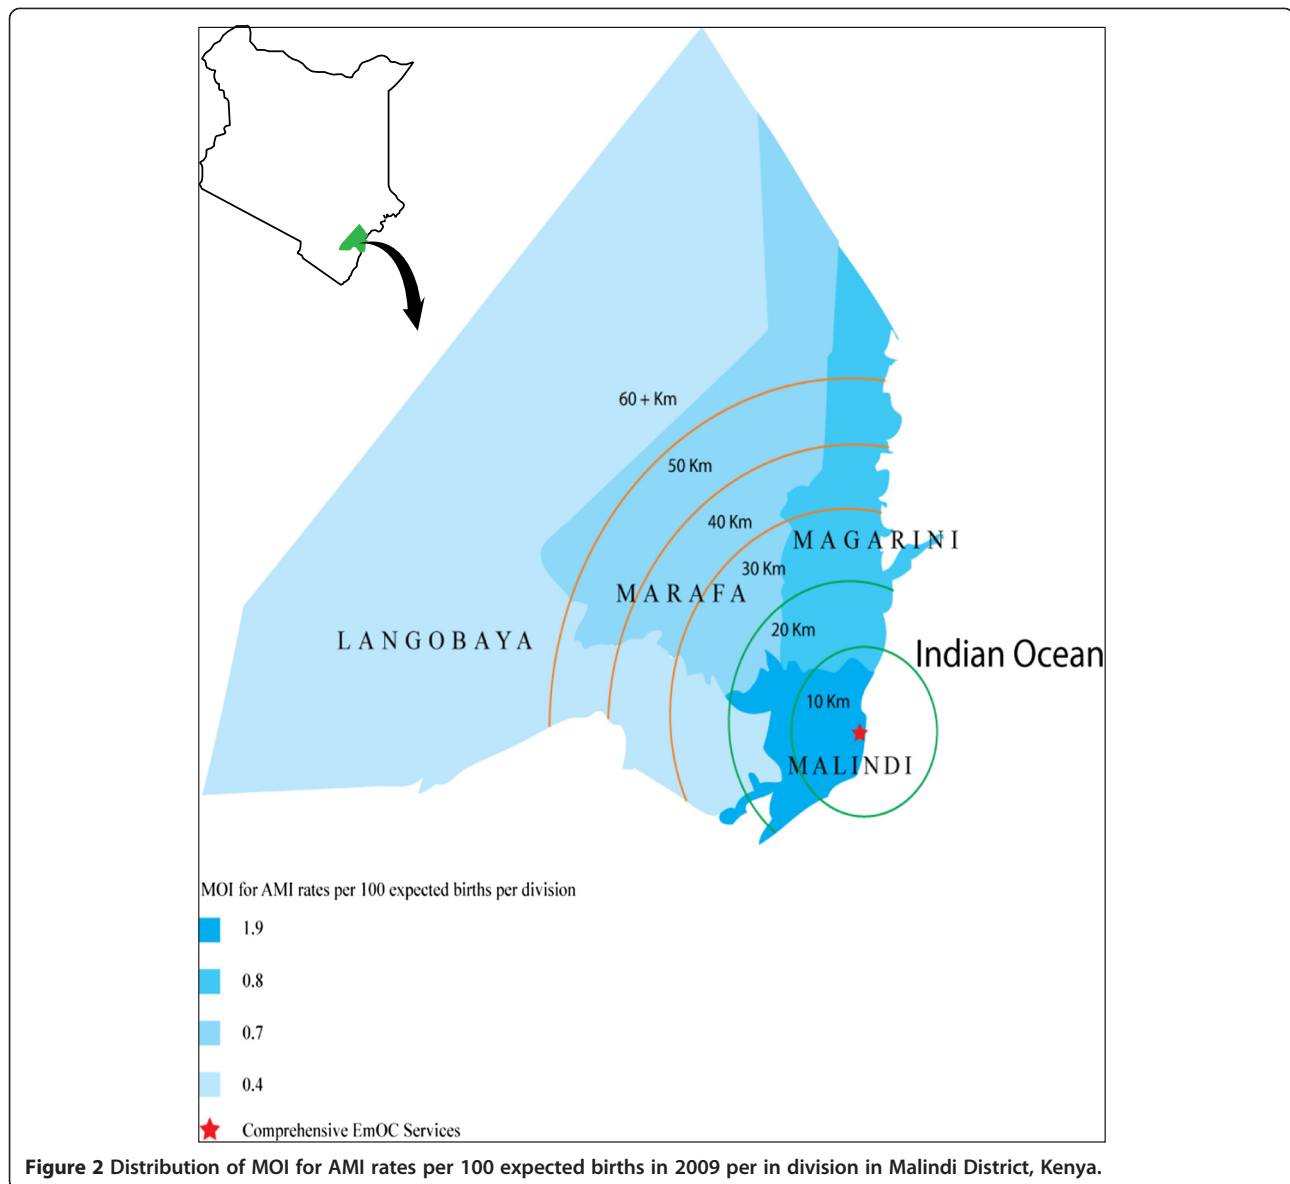 60 + Km
50 Km
40 Km
MAGARINI
30 Km
MARAFA
20 Km
LANGOBAYA
Indian Ocean
10 Km
MALINDI
MOI for AMI rates per 100 expected births per division
1.9
0.8
0.7
0.4
Comprehensive EmOC Services
Figure 2 Distribution of MOI for AMI rates per 100 expected births in 2009 per in division in Malindi District, Kenya.